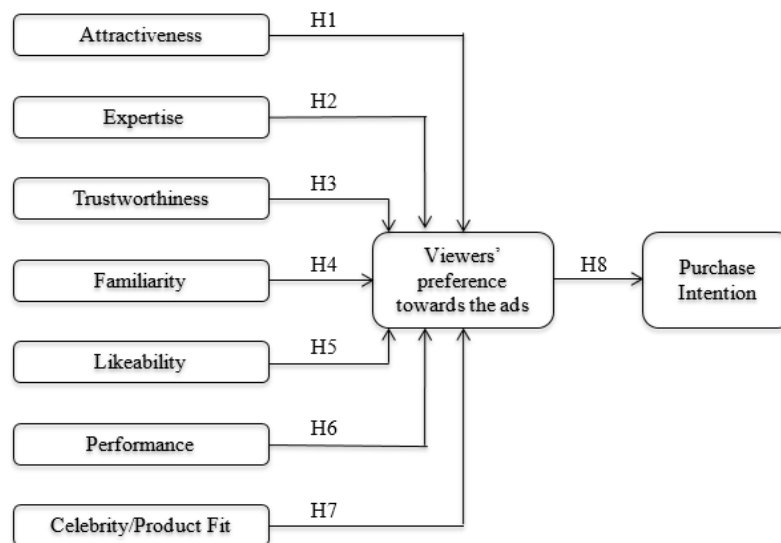 H1
Attractiveness
H2
Expertise
H3
Trustworthiness
H4
Familiarity
Viewers’
preference
towards the ads
H8
Purchase
Intention
H5
Likeability
H6
Performance
H7
Celebrity/Product Fit